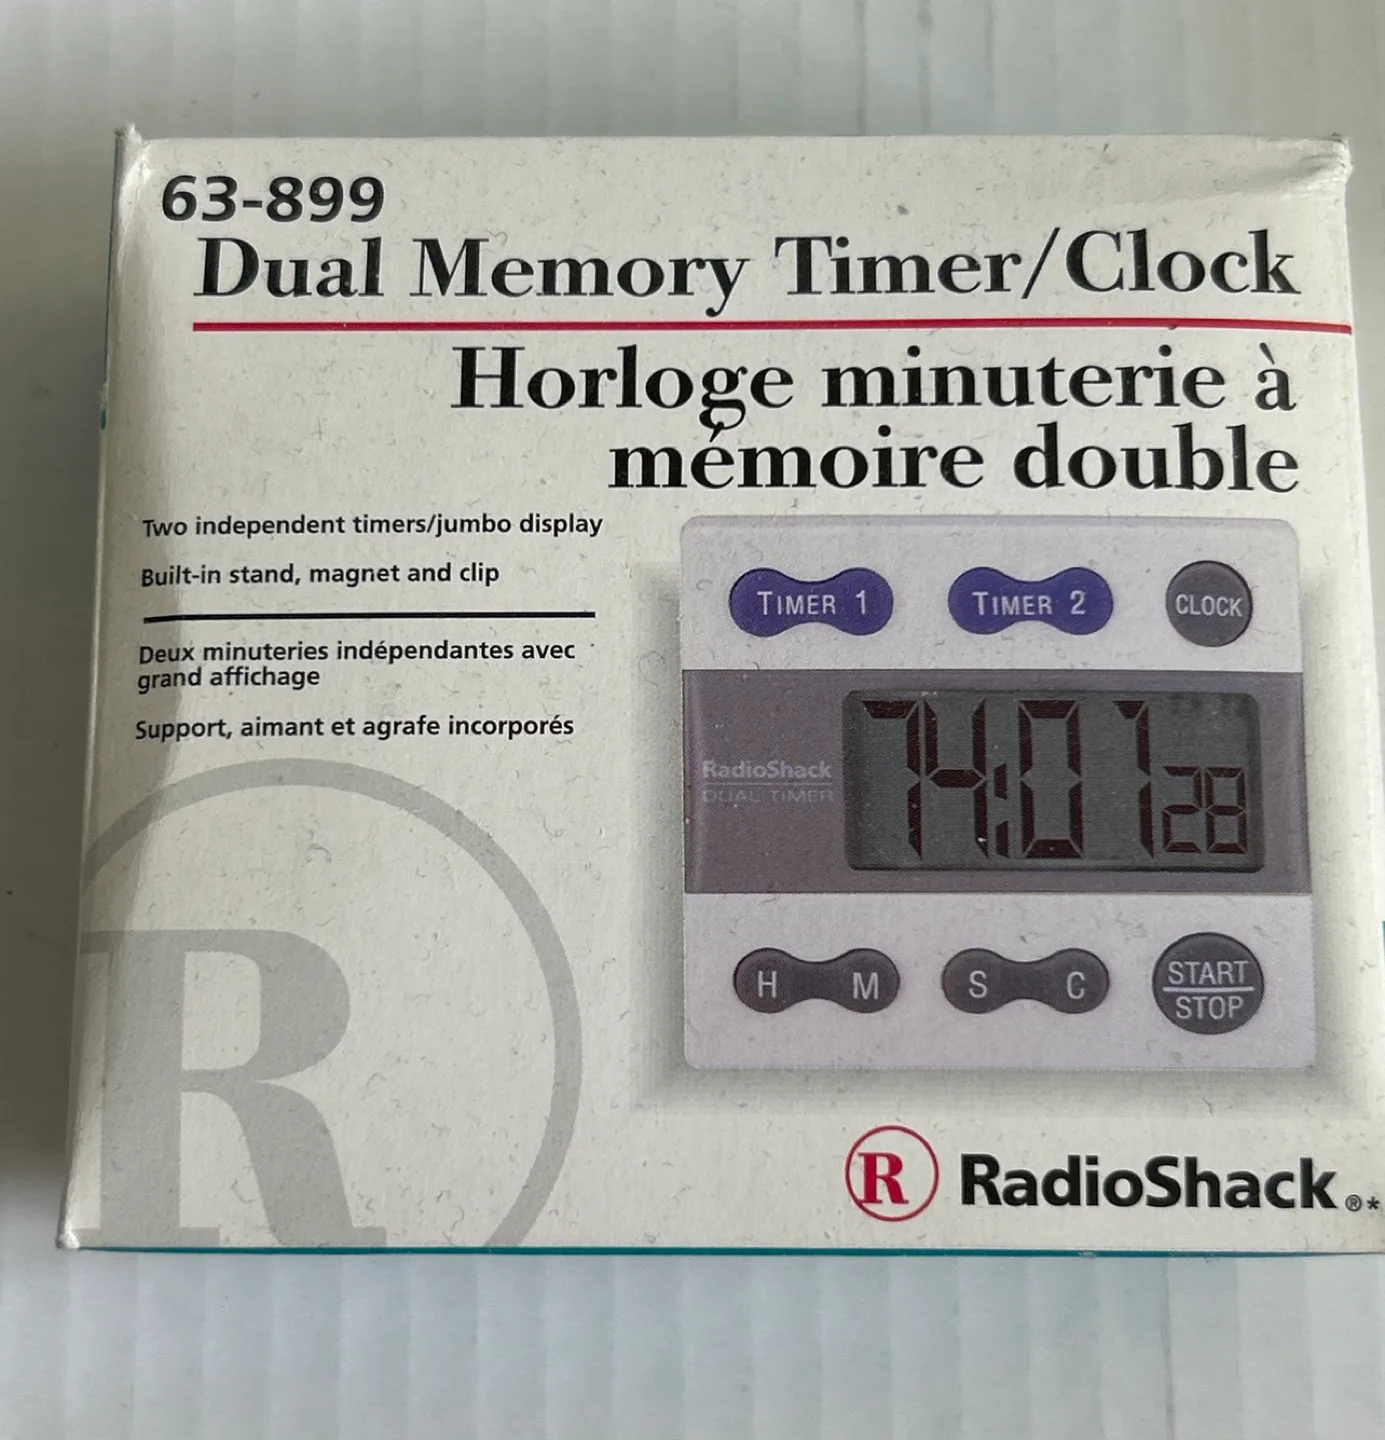 63-899
Dual Memory Timer/Clock
Horloge minuterie à
mémoire double
Two independent timers/jumbo display
Built-in stand, magnet and clip
Deux minuteries indépendantes avec
grand affichage
Support, aimant et agrafe incorporés
TIMER 1 TIMER 2 CLOCK
RadioShack
DUAL TIMER
74:01 28
H M S C START
STOP
R
R RadioShack®*